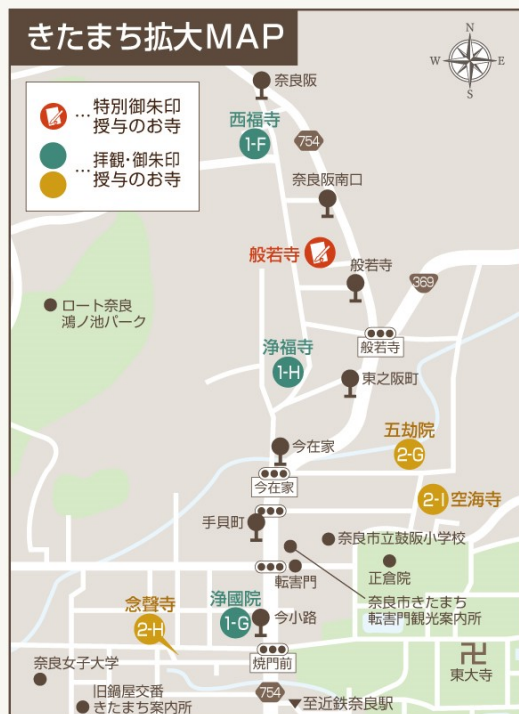 きたまち拡大MAP
N
W
E
S
…特別御朱印
授与のお寺
…拝観・御朱印
授与のお寺
奈良阪
西福寺
1-F
754
奈良阪南口
般若寺
般若寺
369
ロート奈良
鴻ノ池パーク
般若寺
浄福寺
1-H
東之阪町
五劫院
2-G
今在家
今在家
2-I 空海寺
手貝町
奈良市立鼓阪小学校
転害門
正倉院
奈良市きたまち
転害門観光案内所
念聲寺
2-H
浄國院
1-G
今小路
焼門前
卍
東大寺
奈良女子大学
旧鍋屋交番
きたまち案内所
754
▼至近鉄奈良駅